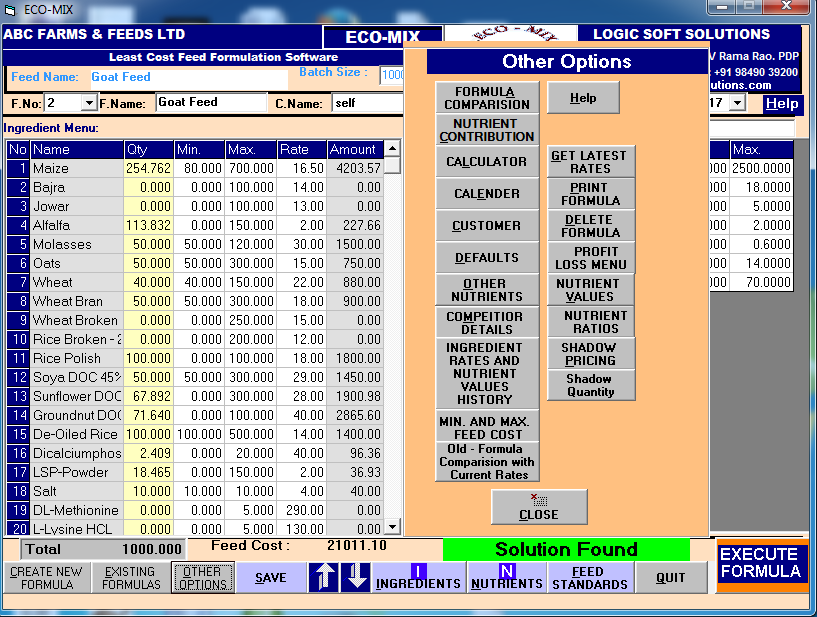 ECO-MIX
ABC FARMS & FEEDS LTD
ECO-MIX
ECO - MIX
LOGIC SOFT SOLUTIONS
Least Cost Feed Formulation Software
V Rama Rao. PDP
+91 98490 39200
utions.com
Feed Name: Goat Feed
Batch Size : 100
F.No: 2 F.Name: Goat Feed C.Name: self
17 Help
Ingredient Menu:
No Name Qty Min. Max. Rate Amount
1 Maize 254.762 80.000 700.000 16.50 4203.57
2 Bajra 0.000 0.000 100.000 14.00 0.00
3 Jowar 0.000 0.000 100.000 13.00 0.00
4 Alfalfa 113.832 0.000 150.000 2.00 227.66
5 Molasses 50.000 50.000 120.000 30.00 1500.00
6 Oats 50.000 50.000 300.000 15.00 750.00
7 Wheat 40.000 40.000 150.000 22.00 880.00
8 Wheat Bran 50.000 50.000 300.000 18.00 900.00
9 Wheat Broken 0.000 0.000 250.000 15.00 0.00
10 Rice Broken - 2 0.000 0.000 200.000 12.00 0.00
11 Rice Polish 100.000 100.000 100.000 18.00 1800.00
12 Soya DOC 45% 50.000 50.000 300.000 29.00 1450.00
13 Sunflower DOC 67.892 0.000 300.000 28.00 1900.98
14 Groundnut DOC 71.640 0.000 100.000 40.00 2865.60
15 De-Oiled Rice 100.000 100.000 500.000 14.00 1400.00
16 Dicalciumphos 2.409 0.000 20.000 40.00 96.36
17 LSP-Powder 18.465 0.000 150.000 2.00 36.93
18 Salt 10.000 10.000 10.000 4.00 40.00
19 DL-Methionine 0.000 0.000 5.000 290.00 0.00
20 L-Lysine HCL 0.000 0.000 5.000 130.00 0.00
Max.
000 2500.0000
00 18.0000
00 5.0000
00 2.0000
00 0.6000
00 14.0000
00 70.0000
Other Options
FORMULA
COMPARISION
NUTRIENT
CONTRIBUTION
CALCULATOR
CALENDER
CUSTOMER
DEFAULTS
OTHER
NUTRIENTS
COMPEITIOR
DETAILS
INGREDIENT
RATES AND
NUTRIENT
VALUES
HISTORY
MIN. AND MAX.
FEED COST
Old - Formula
Comparision with
Current Rates
Help
GET LATEST
RATES
PRINT
FORMULA
DELETE
FORMULA
PROFIT
LOSS MENU
NUTRIENT
VALUES
NUTRIENT
RATIOS
SHADOW
PRICING
Shadow
Quantity
CLOSE
Total 1000.000
Feed Cost : 21011.10
Solution Found
EXECUTE
FORMULA
CREATE NEW
FORMULA
EXISTING
FORMULAS
OTHER
OPTIONS
SAVE
I
INGREDIENTS
N
NUTRIENTS
FEED
STANDARDS
QUIT